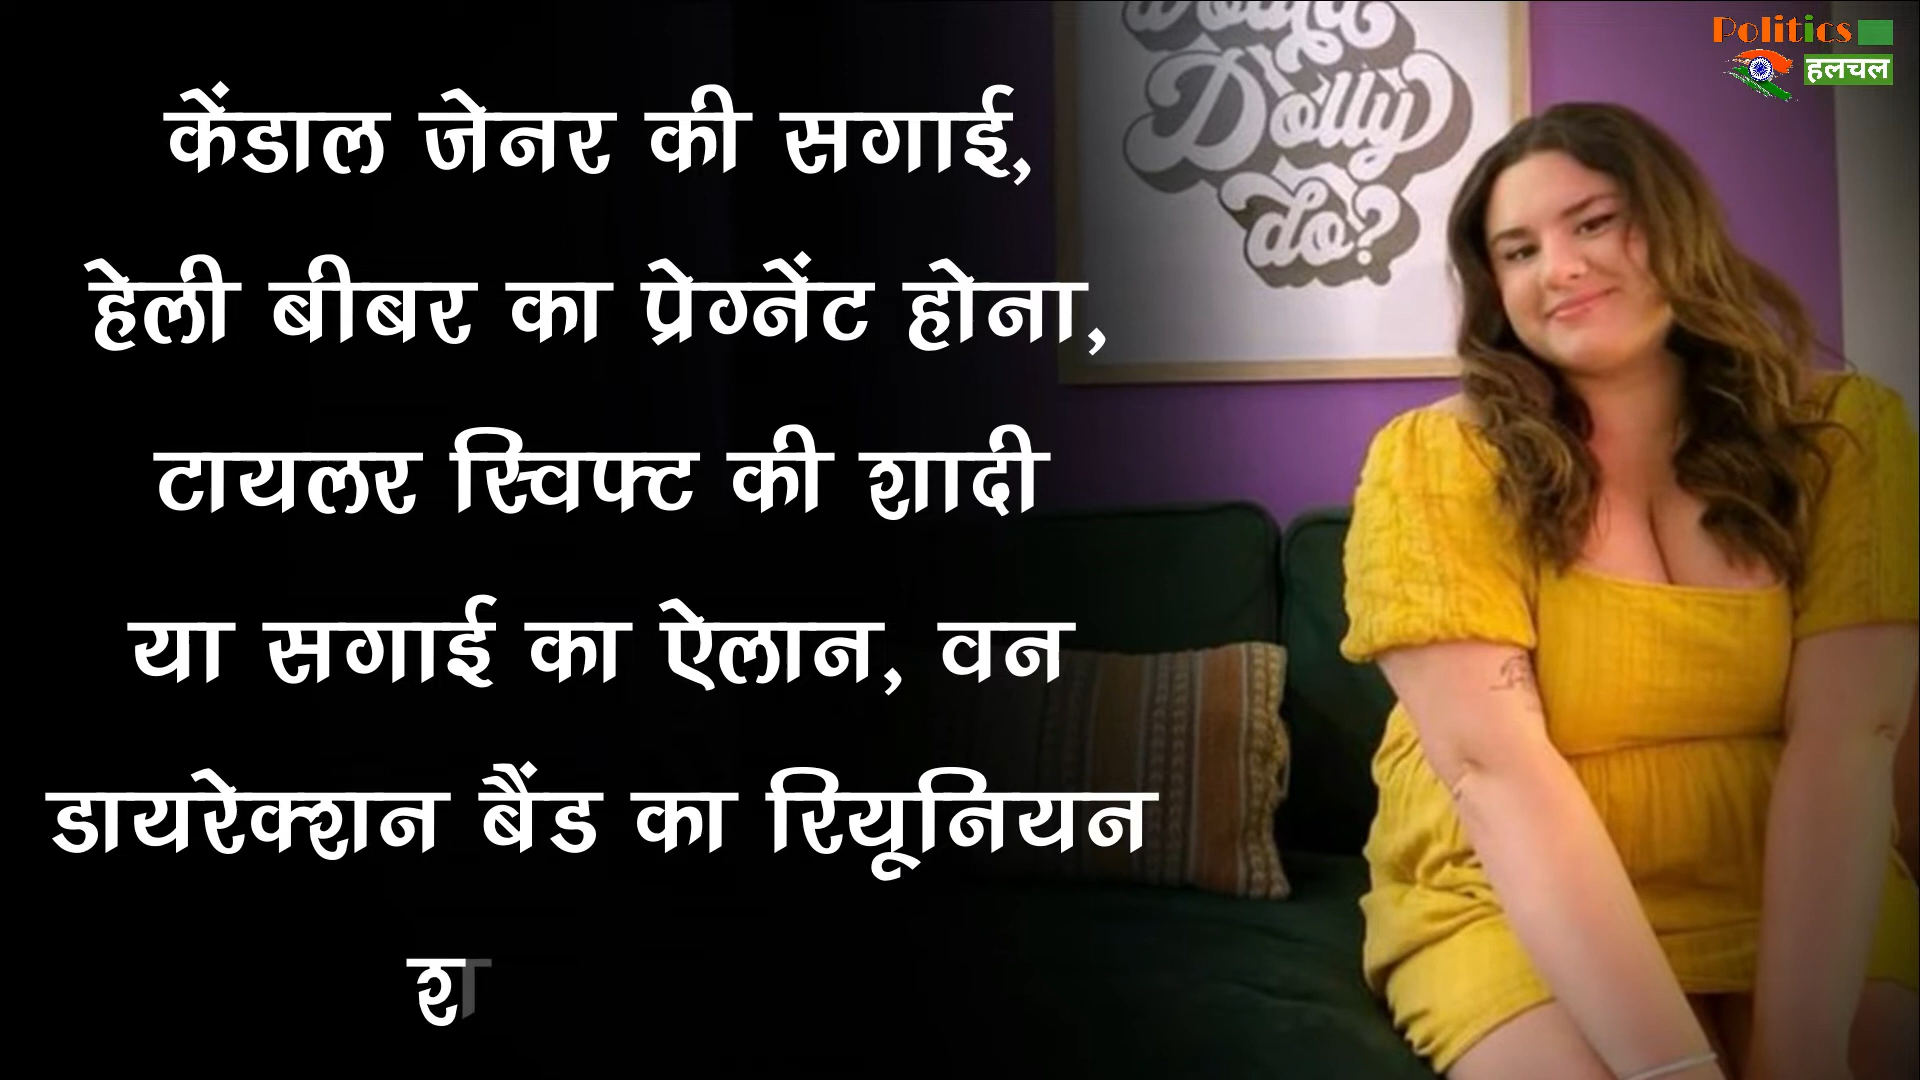 केंडाल जेनर की सगाई,
हेली बीबर का प्रेग्नेंट होना,
टायलर स्विफ्ट की शादी
या सगाई का ऐलान, वन
डायरेक्शन बैंड का रियूनियन
शा
Dolly
do?
Politics
हलचल